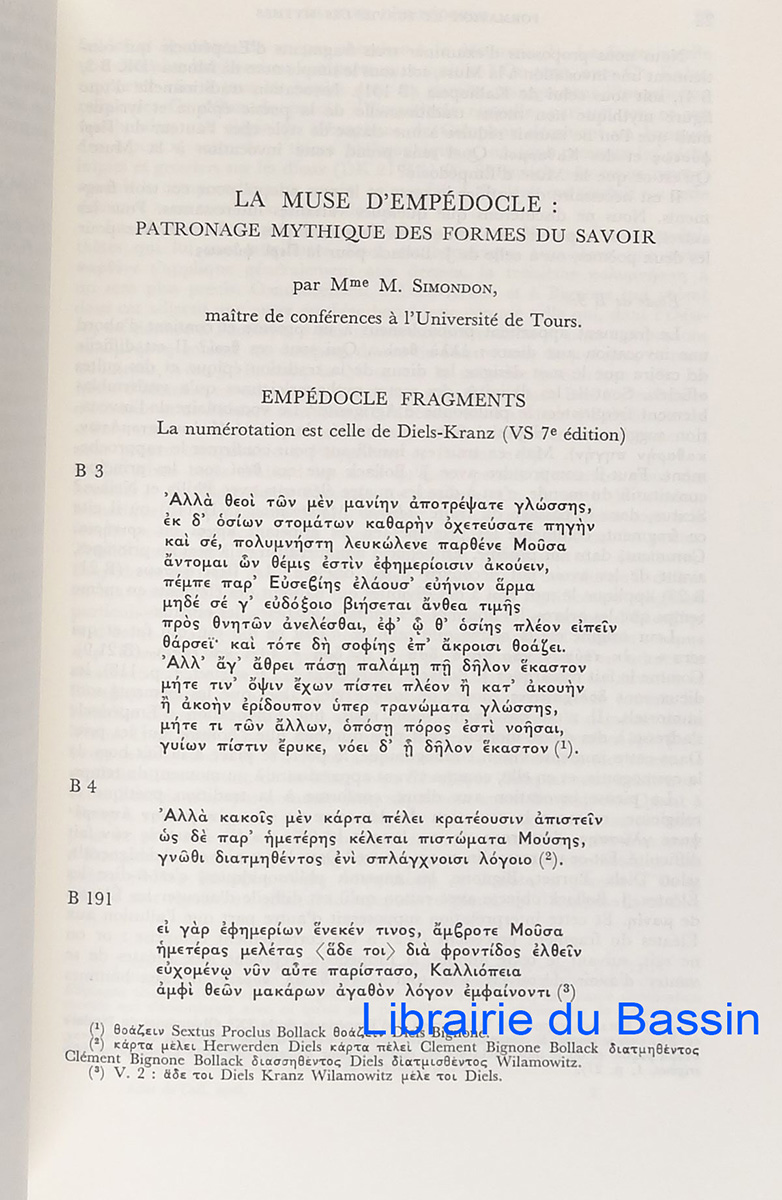 LA MUSE D'EMPÉDOCLE :
PATRONAGE MYTHIQUE DES FORMES DU SAVOIR
par Mme M. SIMONDON,
maître de conférences à l'Université de Tours.
EMPÉDOCLE FRAGMENTS
La numérotation est celle de Diels-Kranz (VS 7e édition)
B 3
Ἀλλὰ θεοὶ τῶν μὲν μανίην ἀποτρέψατε γλώσσης,
ἐκ δ' ὁσίων στομάτων καθαρὴν ὀχετεύσατε πηγὴν
καὶ σέ, πολυμνήστη λευκώλενε παρθένε Μοῦσα
ἄντομαι ὧν θέμις ἐστὶν ἐφημερίοισιν ἀκούειν,
πέμπε παρ' Εὐσεβίης ἐλάουσ' εὐήνιον ἅρμα
μηδέ σέ γ' εὐδόξοιο βιήσεται ἄνθεα τιμῆς
πρὸς θνητῶν ἀνελέσθαι, ἐφ' ᾧ θ' ὁσίης πλέον εἰπεῖν
θάρσεϊ· καὶ τότε δὴ σοφίης ἐπ' ἄκροισι θοάζει.
Ἀλλ' ἄγ' ἄθρει πάσῃ παλάμῃ πῇ δῆλον ἕκαστον
μήτε τιν' ὄψιν ἔχων πίστει πλέον ἢ κατ' ἀκουήν
ἢ ἀκοὴν ἐρίδουπον ὑπερ τρανώματα γλώσσης,
μήτε τι τῶν ἄλλων, ὁπόσῃ πόρος ἐστὶ νοῆσαι,
γυίων πίστιν ἔρυκε, νόει δ' ᾗ δῆλον ἕκαστον (1).
B 4
Ἀλλὰ κακοῖς μὲν κάρτα πέλει κρατέουσιν ἀπιστεῖν
ὡς δὲ παρ' ἡμετέρης κέλεται πιστώματα Μούσης,
γνῶθι διατμηθέντος ἐνὶ σπλάγχνοισι λόγοιο (2).
B 191
εἰ γὰρ ἐφημερίων ἕνεκέν τινος, ἄμβροτε Μοῦσα
ἡμετέρας μελέτας ⟨ἅδε τοι⟩ διὰ φροντίδος ἐλθεῖν
εὐχομένῳ νῦν αὖτε παρίστασο, Καλλιόπεια
ἀμφὶ θεῶν μακάρων ἀγαθὸν λόγον ἐμφαίνοντι (3)
(1) θοάζειν Sextus Proclus Bollack θοάζει Diels Bignone.
(2) κάρτα μέλει Herwerden Diels κάρτα πέλει Clement Bignone Bollack διατμηθέντος
Clément Bignone Bollack διασσηθέντος Diels διατμισθέντος Wilamowitz.
(3) V. 2 : ἅδε τοι Diels Kranz Wilamowitz μέλε τοι Diels.
Librairie du Bassin